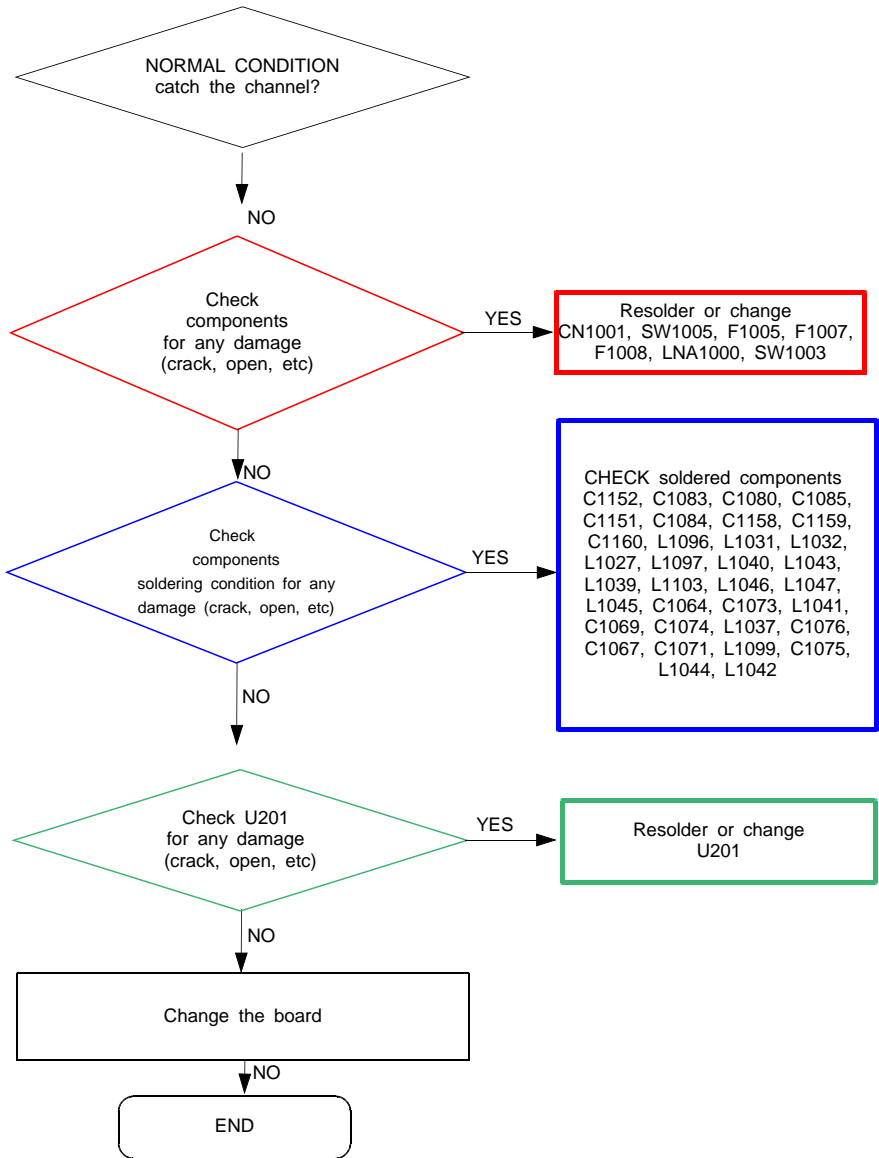 NORMAL CONDITION
catch the channel?
NO
Check
components
for any damage
(crack, open, etc)
YES
Resolder or change
CN1001, SW1005, F1005, F1007,
F1008, LNA1000, SW1003
NO
Check
components
soldering condition for any
damage (crack, open, etc)
YES
CHECK soldered components
C1152, C1083, C1080, C1085,
C1151, C1084, C1158, C1159,
C1160, L1096, L1031, L1032,
L1027, L1097, L1040, L1043,
L1039, L1103, L1046, L1047,
L1045, C1064, C1073, L1041,
C1069, C1074, L1037, C1076,
C1067, C1071, L1099, C1075,
L1044, L1042
NO
Check U201
for any damage
(crack, open, etc)
YES
Resolder or change
U201
NO
Change the board
NO
END